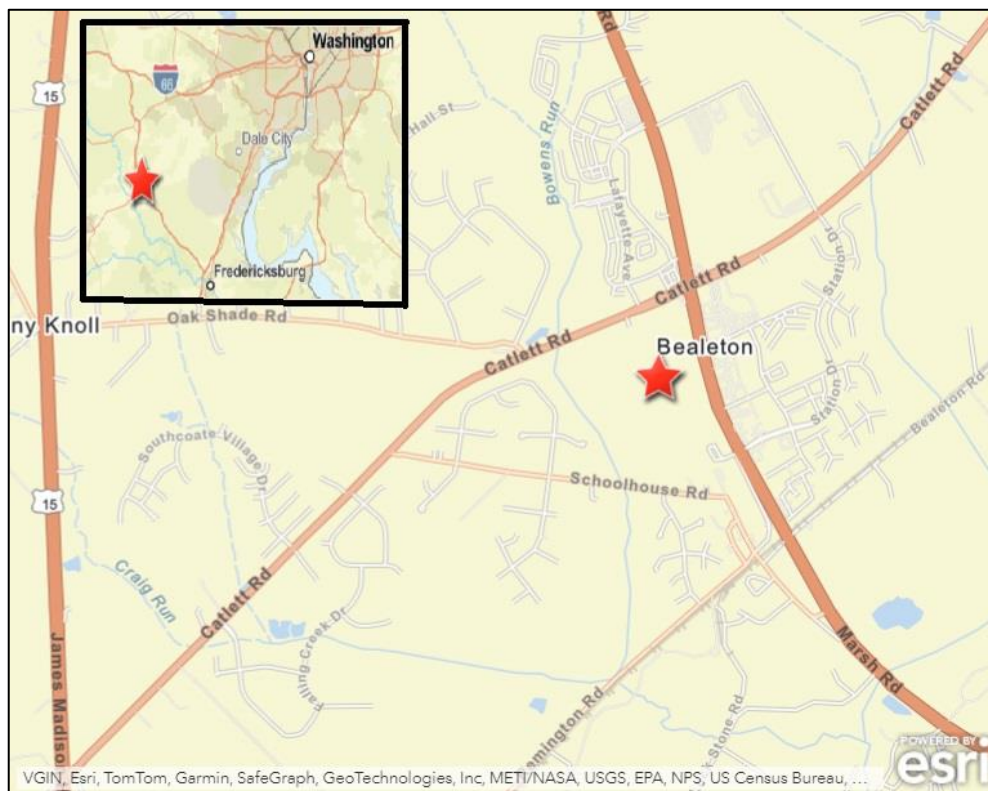 Rd
Catlett Rd
15
Washington
66
Dale City
Hall St
Bowens Run
Lafayette Ave
Station Dr
Fredericksburg
Catlett Rd
Oak Shade Rd
ny Knoll
Catlett Rd
Bealeton
Station Dr
Bealeton Rd
Southcoate Village Dr
Schoolhouse Rd
15
Craig Run
Catlett Rd
Falling Creek Dr
James Madiso
Marsh Rd
emington Rd
k Stone Rd
POWERED BY
esri
VGIN, Esri, TomTom, Garmin, SafeGraph, GeoTechnologies, Inc, METI/NASA, USGS, EPA, NPS, US Census Bureau, ...